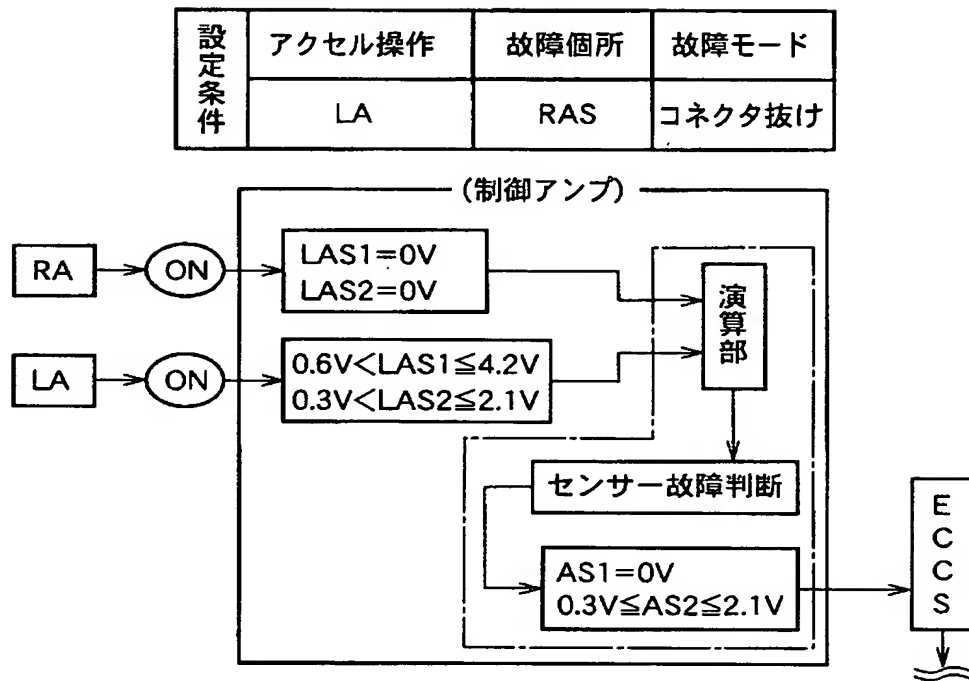 設定条件
アクセル操作 故障個所 故障モード
LA RAS コネクタ抜け
(制御アンプ)
RA
ON
LAS1=0V
LAS2=0V
LA
ON
0.6V<LAS1≦4.2V
0.3V<LAS2≦2.1V
演算部
センサー故障判断
AS1=0V
0.3V≦AS2≦2.1V
ECCS